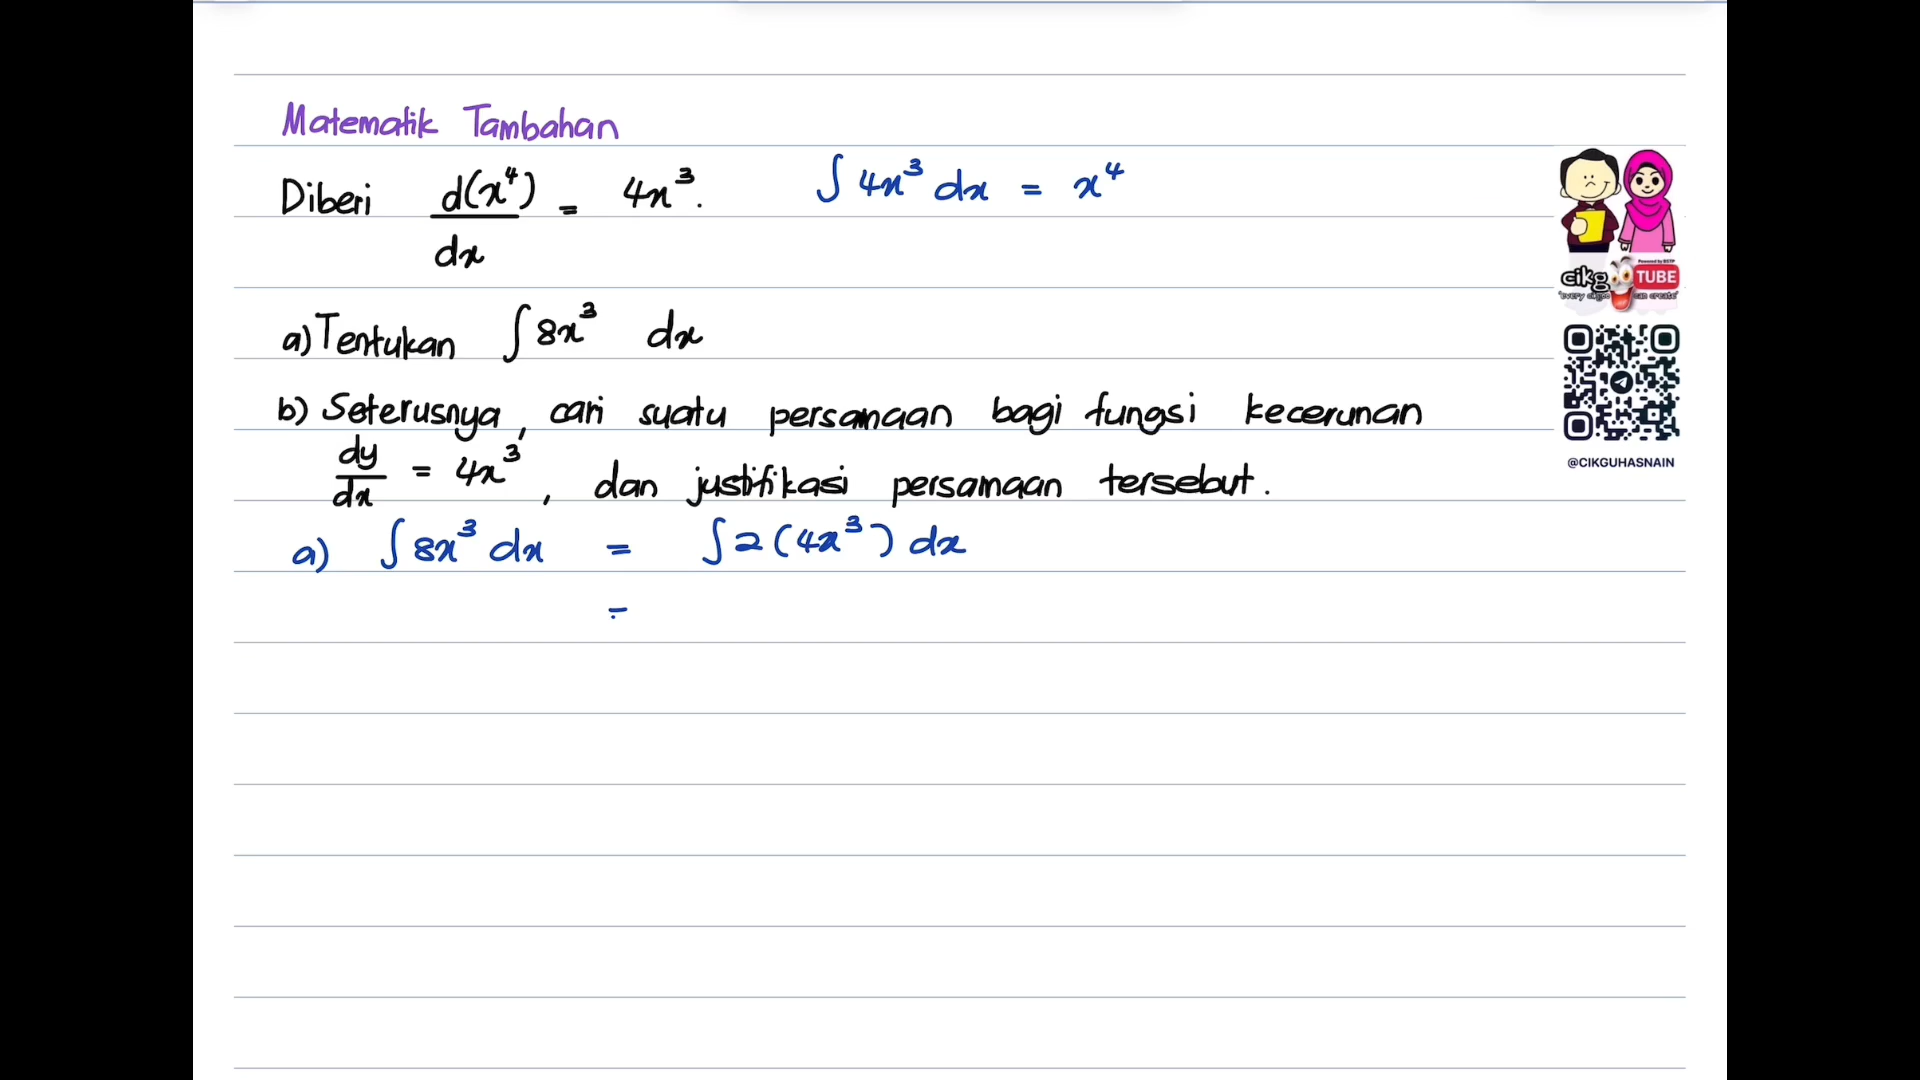 Matematik Tambahan
Diberi d(x⁴)/dx = 4x³. ∫ 4x³ dx = x⁴
a) Tentukan ∫ 8x³ dx
b) Seterusnya, cari suatu persamaan bagi fungsi kecerunan
dy/dx = 4x³, dan justifikasi persamaan tersebut.
a) ∫ 8x³ dx = ∫ 2(4x³) dx
=
cikgu TUBE
@CIKGUHASNAIN